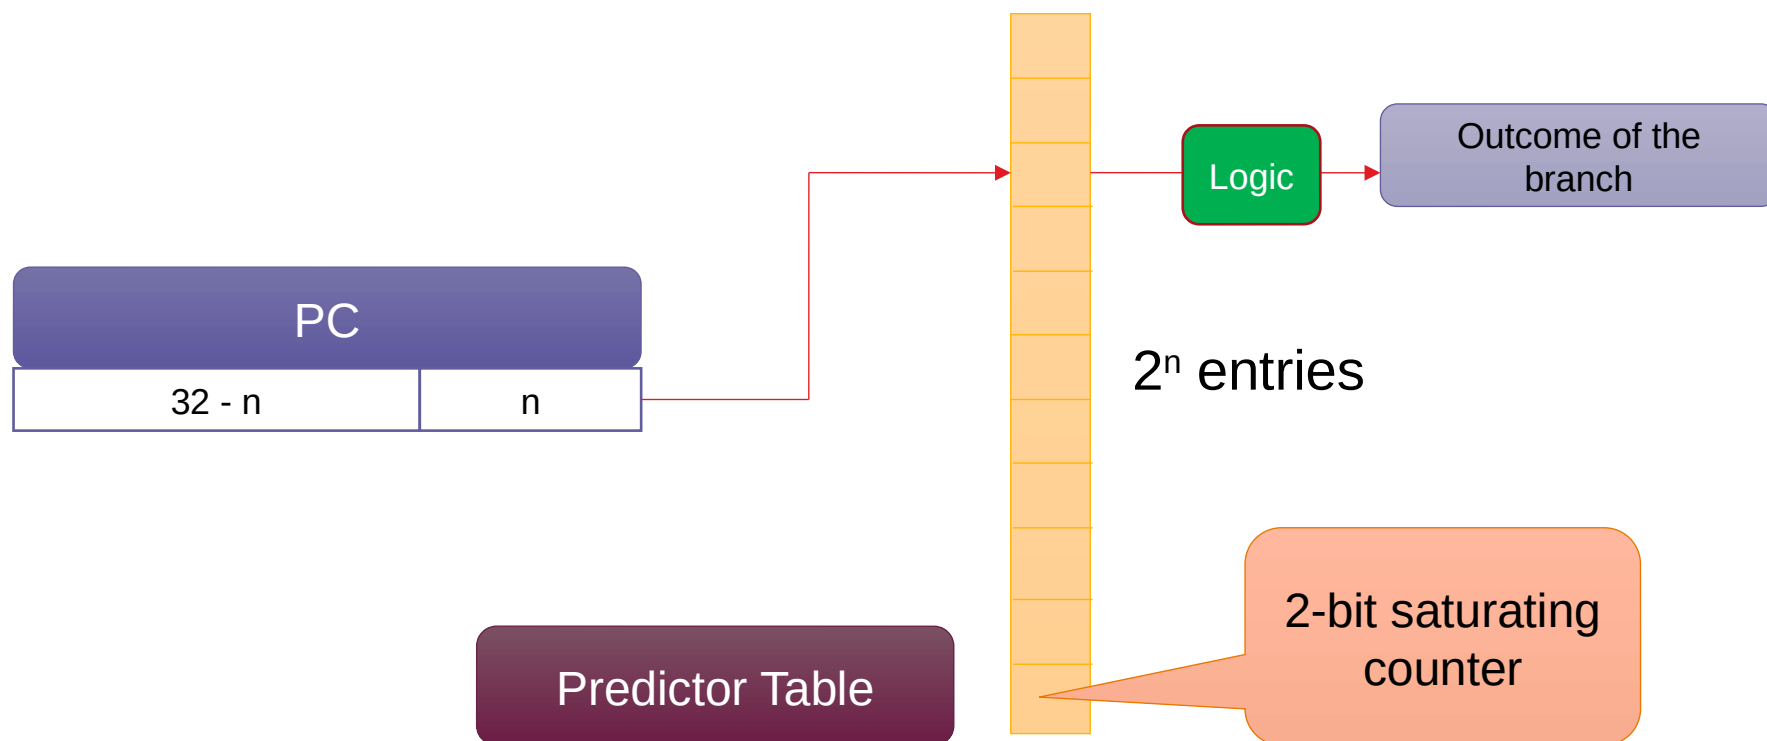 Outcome of the
branch
Logic
PC
32 - n
n
2ⁿ entries
2-bit saturating
counter
Predictor Table